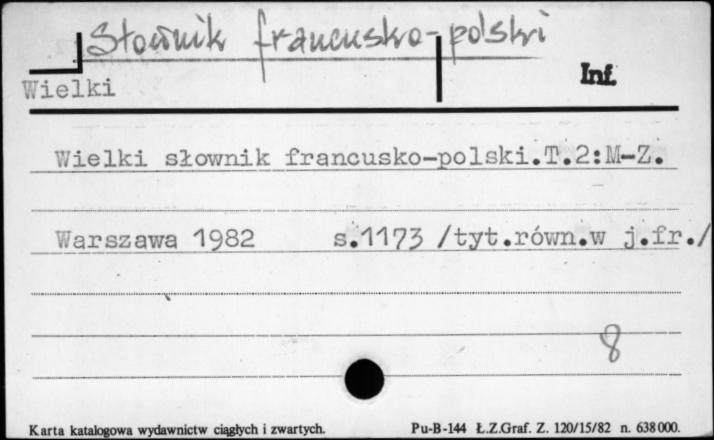 Słownik francusko-polski
Inf.
Wielki
Wielki słownik francusko-polski.T.2:M-Z.
Warszawa 1982 s.1173 /tyt.równ.w j.fr./
8
Karta katalogowa wydawnictw ciągłych i zwartych. Pu-B-144 Ł.Z.Graf. Z. 120/15/82 n. 638000.